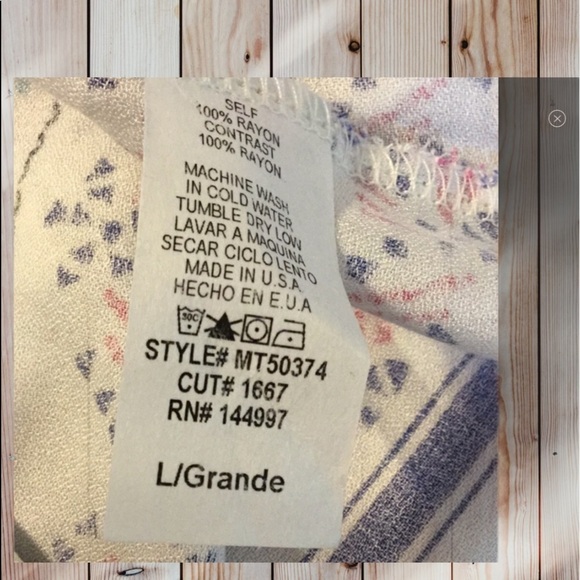 SELF
100% RAYON
CONTRAST
100% RAYON
MACHINE WASH
IN COLD WATER
TUMBLE DRY LOW
LAVAR A MAQUINA
SECAR CICLO LENTO
MADE IN U.S.A.
HECHO EN E.U.A
30C
STYLE# MT50374
CUT# 1667
RN# 144997
L/Grande